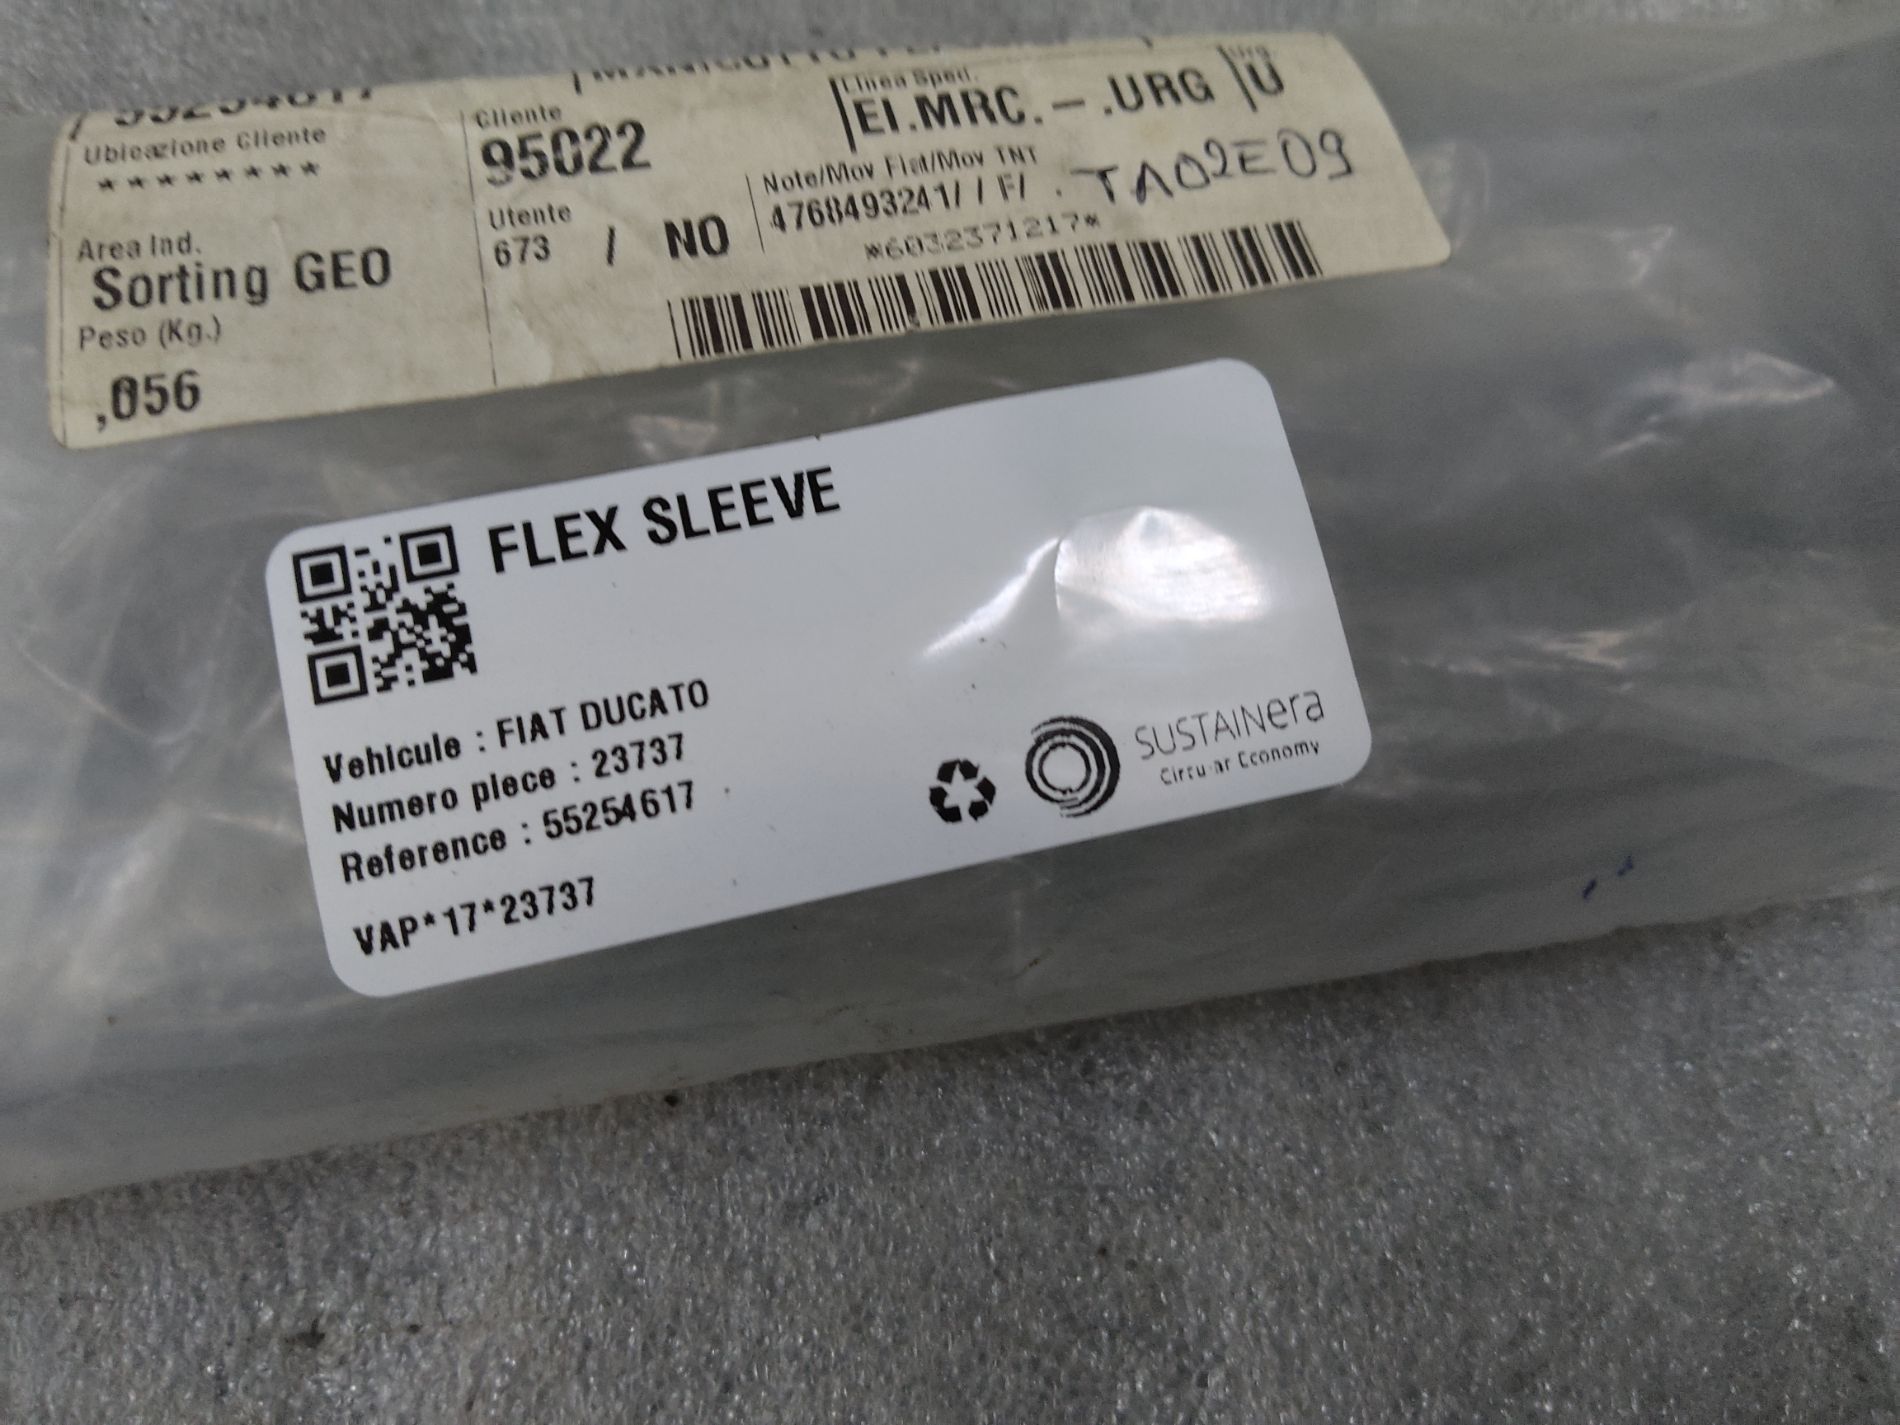 55254617
Ubicazione Cliente
********
Cliente
95022
Linea Sped.
EI.MRC.-.URG
Urg.
U
Area Ind.
Sorting GEO
Utente
673 / NO
Note/Mov Fiat/Mov TNT
4768493241/ / F/ . TA02E09
*6032371217*
Peso (Kg.)
,056
FLEX SLEEVE
Vehicule : FIAT DUCATO
Numero piece : 23737
Reference : 55254617
VAP*17*23737
SUSTAINera
Circular Economy